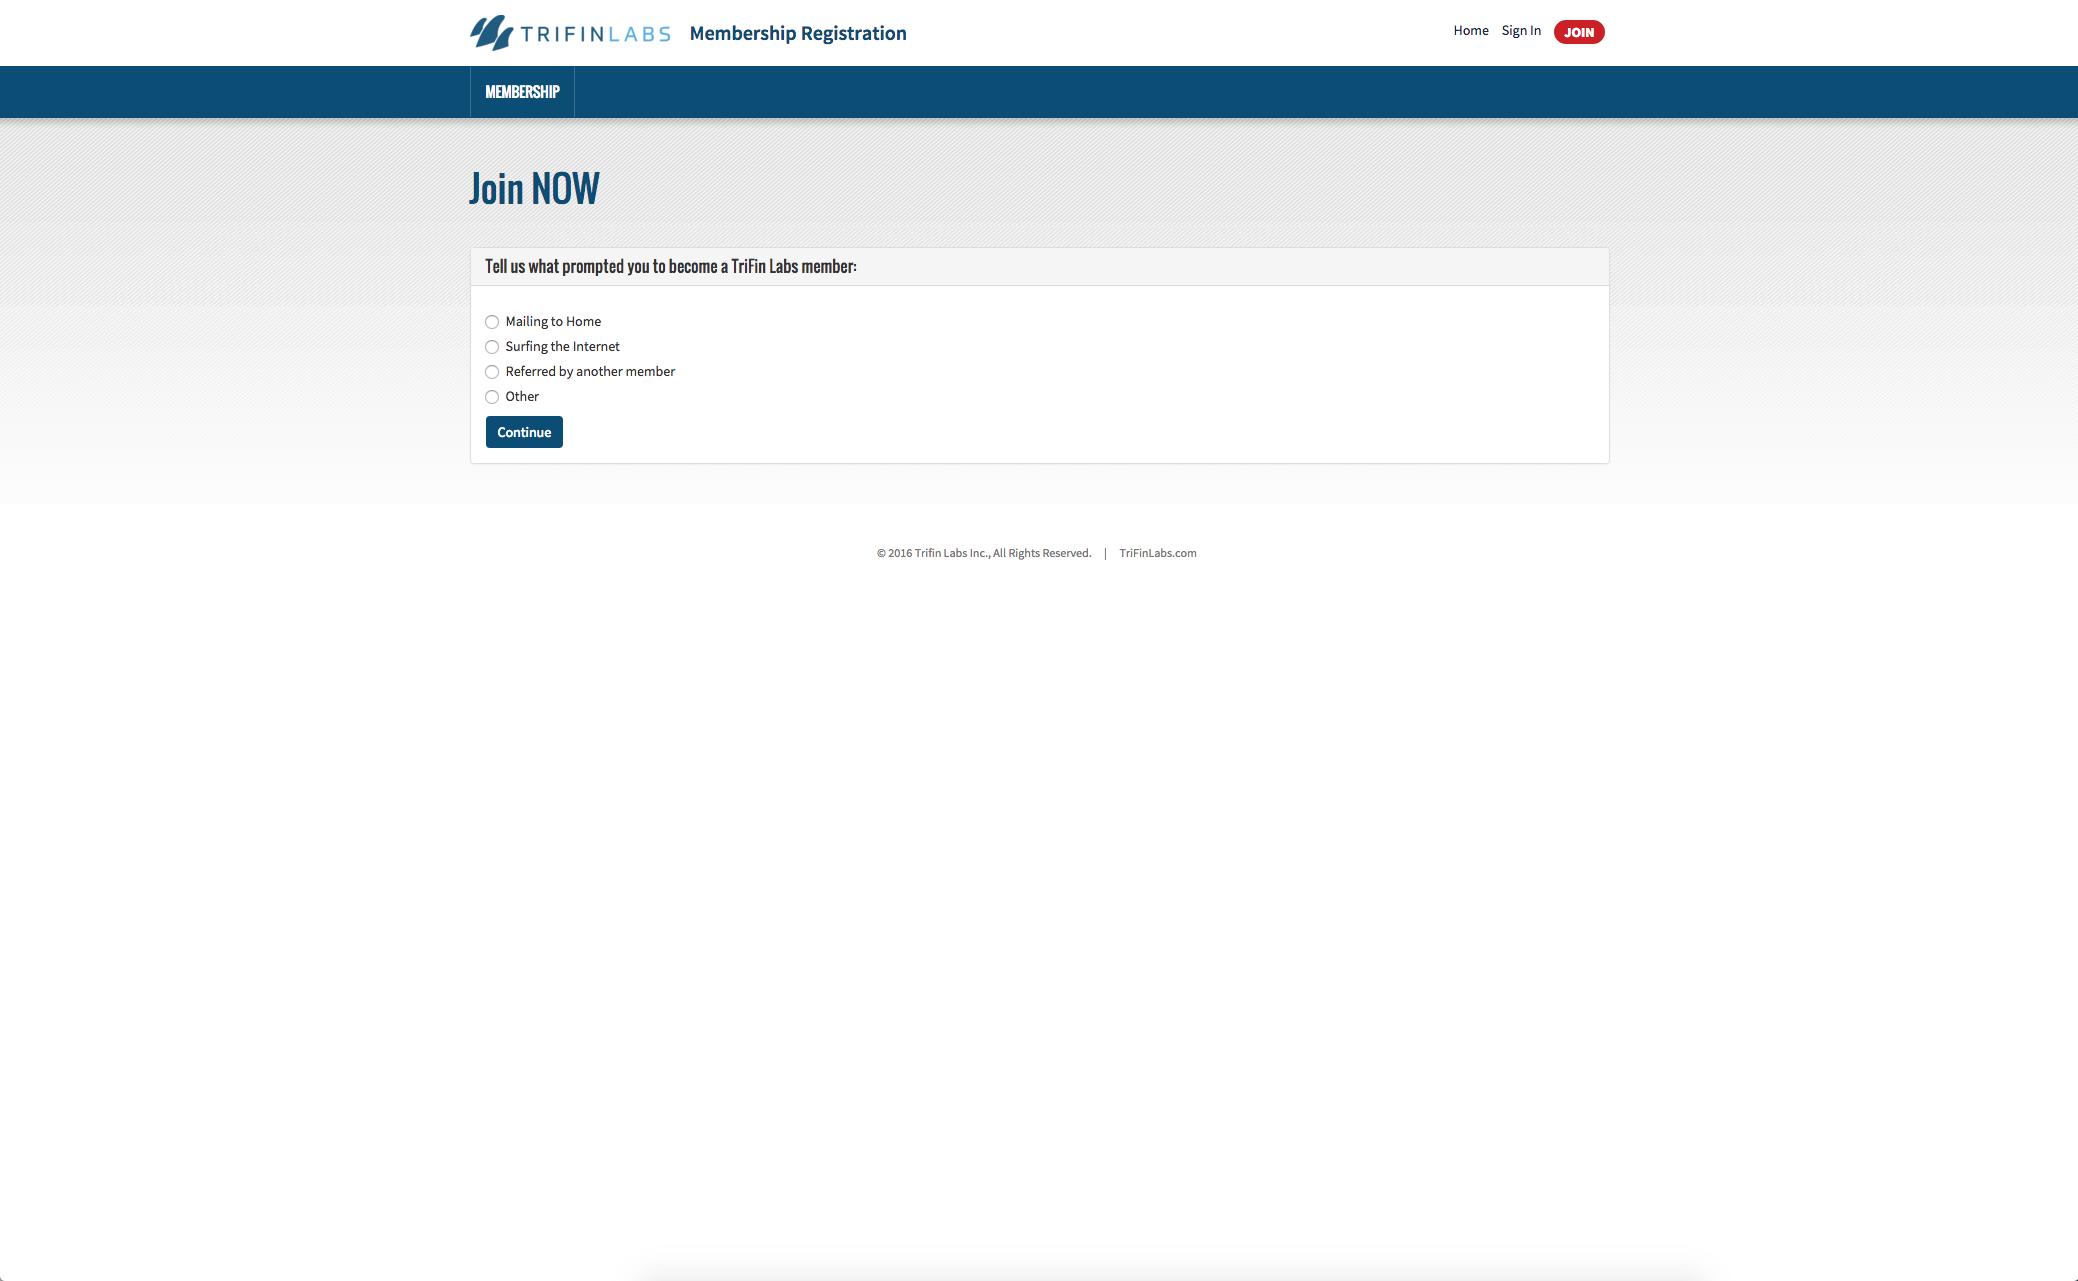 TRIFINLABS Membership Registration
Home Sign In JOIN
MEMBERSHIP
Join NOW
Tell us what prompted you to become a TriFin Labs member:
Mailing to Home
Surfing the Internet
Referred by another member
Other
Continue
© 2016 Trifin Labs Inc., All Rights Reserved. | TriFinLabs.com